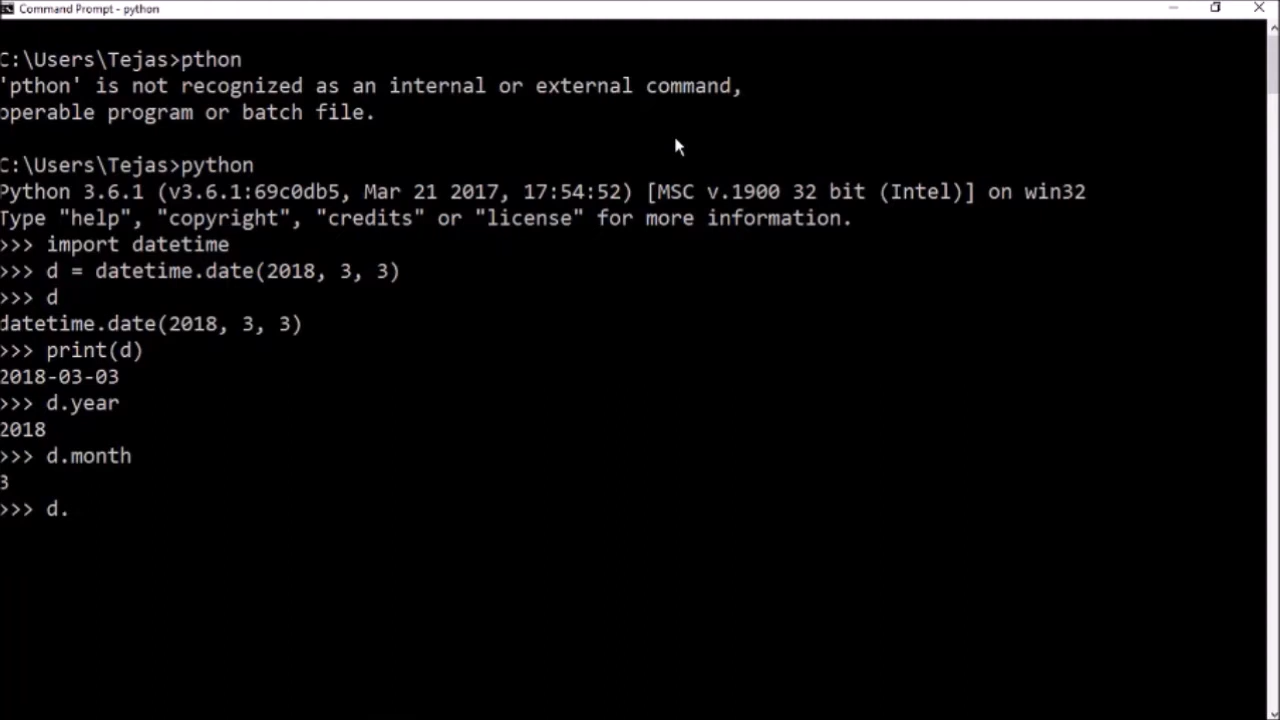 Command Prompt - python
C:\Users\Tejas>pthon
'pthon' is not recognized as an internal or external command,
operable program or batch file.
C:\Users\Tejas>python
Python 3.6.1 (v3.6.1:69c0db5, Mar 21 2017, 17:54:52) [MSC v.1900 32 bit (Intel)] on win32
Type "help", "copyright", "credits" or "license" for more information.
>>> import datetime
>>> d = datetime.date(2018, 3, 3)
>>> d
datetime.date(2018, 3, 3)
>>> print(d)
2018-03-03
>>> d.year
2018
>>> d.month
3
>>> d.